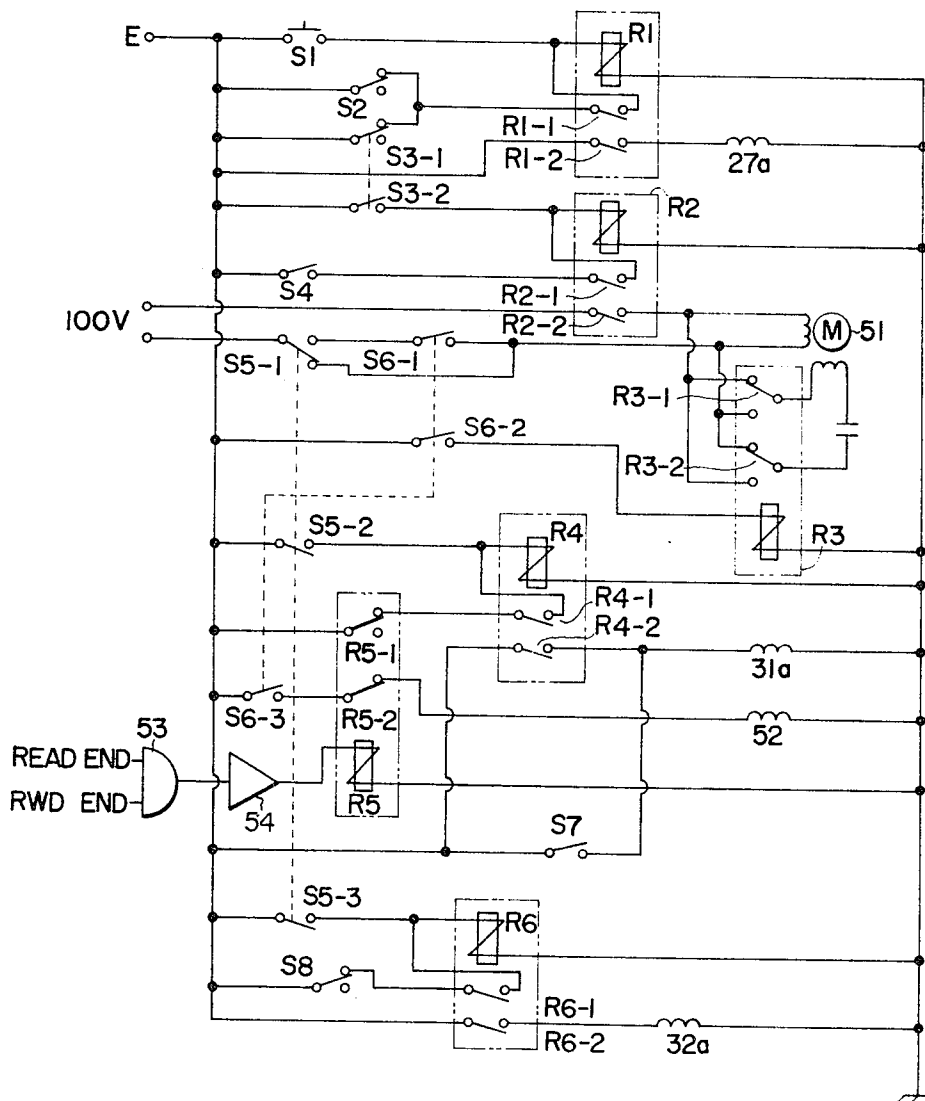 E
S1
R1
S2
R1-1
S3-1
R1-2
27a
S3-2
R2
S4
R2-1
100V
R2-2
M
51
S5-1
S6-1
R3-1
S6-2
R3-2
S5-2
R4
R3
R4-1
R4-2
R5-1
31a
S6-3
R5-2
53
52
READ END
RWD END
R5
54
S7
S5-3
R6
S8
R6-1
R6-2
32a